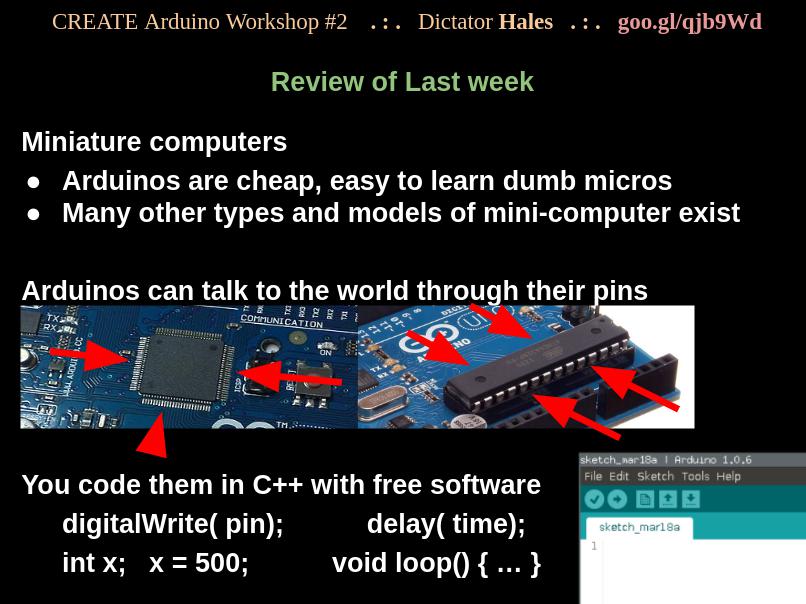 CREATE Arduino Workshop #2 .:. Dictator Hales .:. goo.gl/qjb9Wd
Review of Last week
Miniature computers
● Arduinos are cheap, easy to learn dumb micros
● Many other types and models of mini-computer exist
Arduinos can talk to the world through their pins
COMMUNICATION
TX
RX
ON
ICSP
TM
You code them in C++ with free software
digitalWrite( pin); delay( time);
int x; x = 500; void loop() { … }
sketch_mar18a | Arduino 1.0.6
File Edit Sketch Tools Help
sketch_mar18a
1